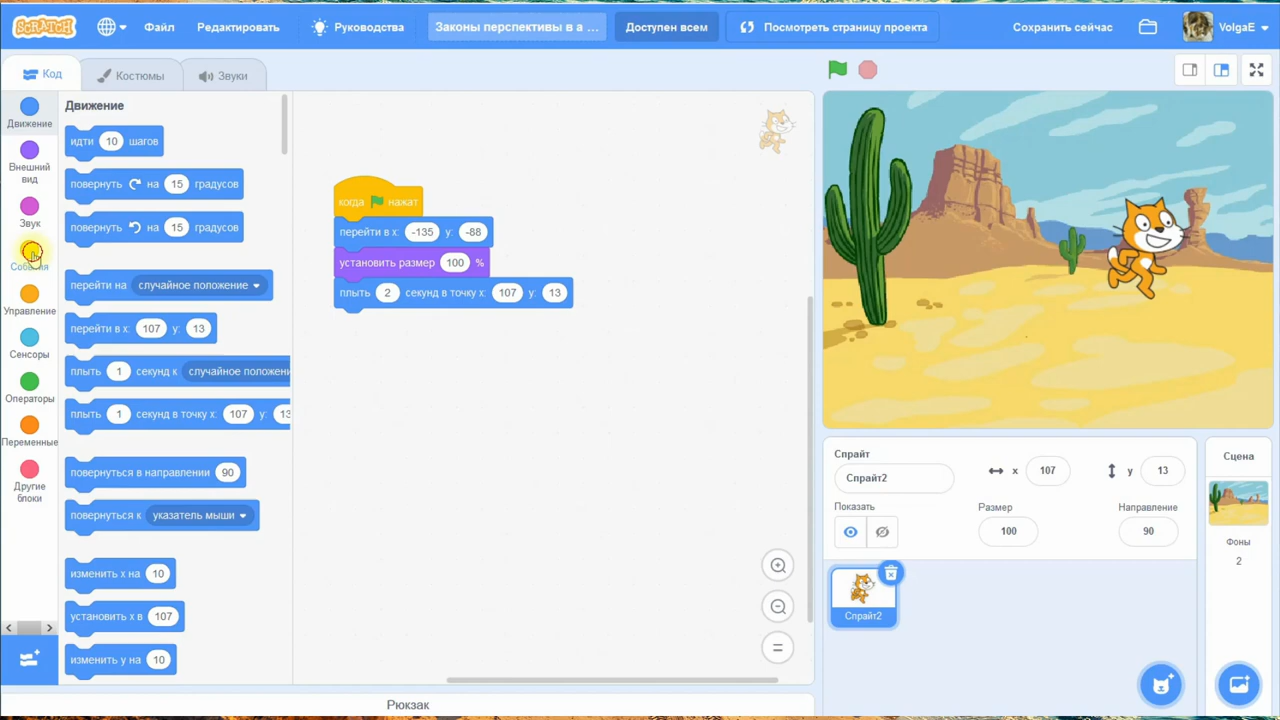 SCRATCH
Файл
Редактировать
Руководства
Законы перспективы в а ...
Доступен всем
Посмотреть страницу проекта
Сохранить сейчас
VolgaE
Код
Костюмы
Звуки
Движение
Внешний
вид
Звук
События
Управление
Сенсоры
Операторы
Переменные
Другие
блоки
Движение
идти 10 шагов
повернуть на 15 градусов
повернуть на 15 градусов
перейти на случайное положение
перейти в x: 107 y: 13
плыть 1 секунд к случайное положени
плыть 1 секунд в точку x: 107 y: 13
повернуться в направлении 90
повернуться к указатель мыши
изменить x на 10
установить x в 107
изменить y на 10
когда нажат
перейти в x: -135 y: -88
установить размер 100 %
плыть 2 секунд в точку x: 107 y: 13
Рюкзак
Спрайт
Спрайт2
x 107
y 13
Показать
Размер
100
Направление
90
Спрайт2
Сцена
Фоны
2